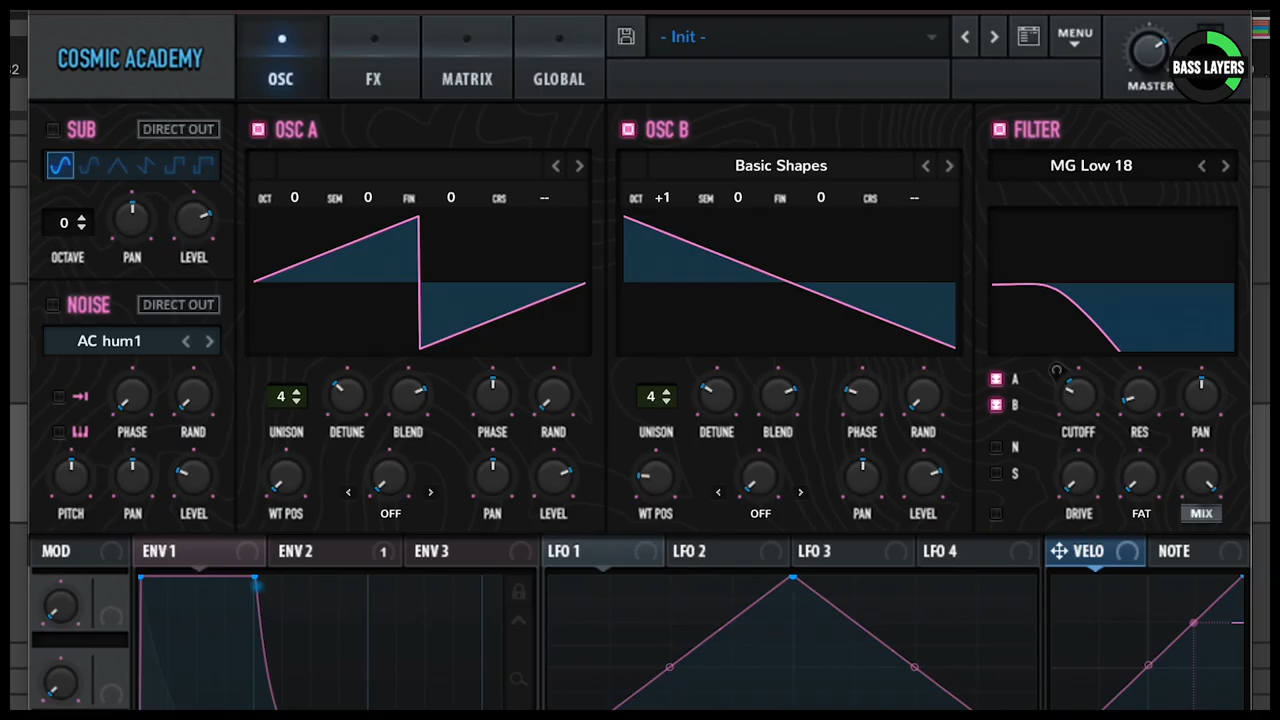 COSMIC ACADEMY
OSC
FX
MATRIX
GLOBAL
- Init -
MENU
MASTER
BASS LAYERS
32
SUB
DIRECT OUT
OSC A
OSC B
FILTER
Basic Shapes
MG Low 18
OCT 0 SEM 0 FIN 0 CRS --
OCT +1 SEM 0 FIN 0 CRS --
0
OCTAVE PAN LEVEL
NOISE
DIRECT OUT
AC hum1
PHASE RAND
PITCH PAN LEVEL
4
UNISON DETUNE BLEND PHASE RAND
WT POS OFF PAN LEVEL
4
UNISON DETUNE BLEND PHASE RAND
WT POS OFF PAN LEVEL
A
B
N
S
CUTOFF RES PAN
DRIVE FAT MIX
MOD
ENV 1
ENV 2 1
ENV 3
LFO 1
LFO 2
LFO 3
LFO 4
VELO
NOTE